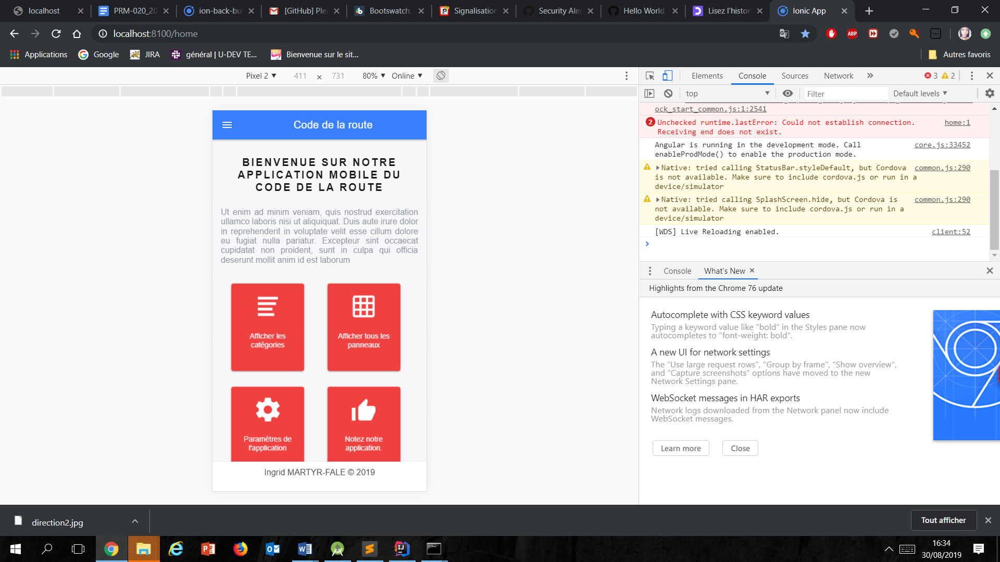 localhost
PRM-020_20
ion-back-bu
[GitHub] Ple
Bootswatch:
Signalisation
Security Aler
Hello World
Lisez l'histor
Ionic App
localhost:8100/home
ABP
Applications
Google
JIRA
général | U-DEV TE...
Bienvenue sur le sit...
Autres favoris
Pixel 2
411 × 731
80%
Online
Elements
Console
Sources
Network
3
2
top
Filter
Default levels
ock_start_common.js:1:2541
2 Unchecked runtime.lastError: Could not establish connection. home:1
Receiving end does not exist.
Angular is running in the development mode. Call core.js:33452
enableProdMode() to enable the production mode.
Native: tried calling StatusBar.styleDefault, but Cordova common.js:290
is not available. Make sure to include cordova.js or run in a
device/simulator
Native: tried calling SplashScreen.hide, but Cordova is common.js:290
not available. Make sure to include cordova.js or run in a
device/simulator
[WDS] Live Reloading enabled. client:52
Code de la route
BIENVENUE SUR NOTRE
APPLICATION MOBILE DU
CODE DE LA ROUTE
Ut enim ad minim veniam, quis nostrud exercitation
ullamco laboris nisi ut aliquiquat. Duis aute irure dolor
in reprehenderit in voluptate velit esse cillum dolore
eu fugiat nulla pariatur. Excepteur sint occaecat
cupidatat non proident, sunt in culpa qui officia
deserunt mollit anim id est laborum
Afficher les
catégories
Afficher tous les
panneaux
Paramètres de
l'application
Notez notre
application.
Ingrid MARTYR-FALE © 2019
Console
What's New
Highlights from the Chrome 76 update
Autocomplete with CSS keyword values
Typing a keyword value like "bold" in the Styles pane now
autocompletes to "font-weight: bold".
A new UI for network settings
The "Use large request rows", "Group by frame", "Show overview",
and "Capture screenshots" options have moved to the new
Network Settings pane.
WebSocket messages in HAR exports
Network logs downloaded from the Network panel now include
WebSocket messages.
Learn more
Close
direction2.jpg
Tout afficher
16:34
30/08/2019